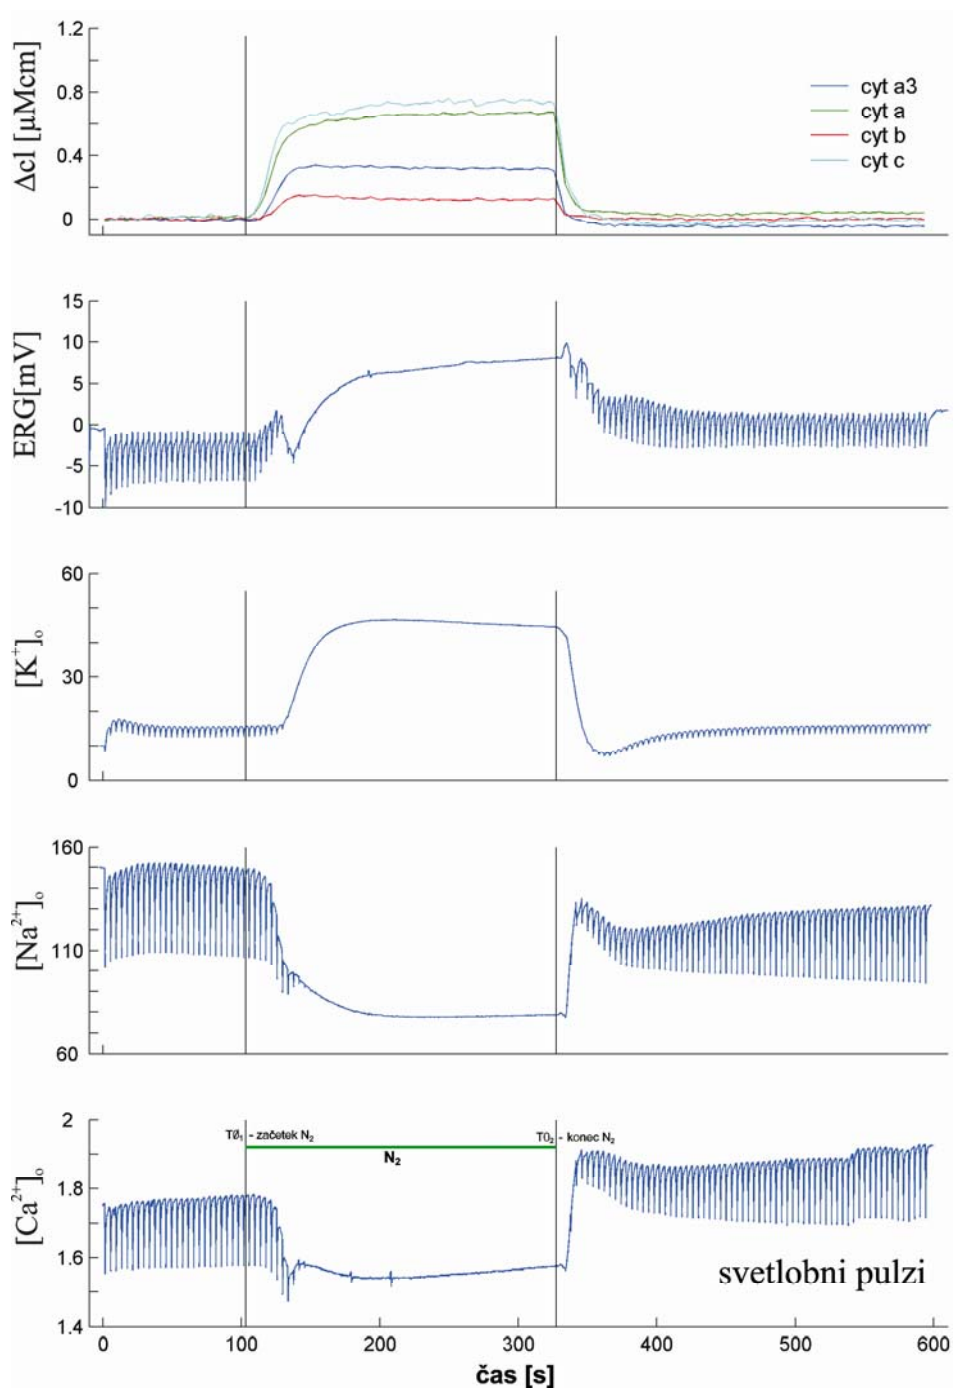 Δcl [µMcm]
1.2
0.8
0.4
0
cyt a3
cyt a
cyt b
cyt c
ERG[mV]
15
10
5
0
-5
-10
[K⁺]ₒ
60
30
0
[Na²⁺]ₒ
160
110
60
[Ca²⁺]ₒ
2
1.8
1.6
1.4
TØ₁ - začetek N₂
T0₂ - konec N₂
N₂
svetlobni pulzi
0 100 200 300 400 500 600
čas [s]